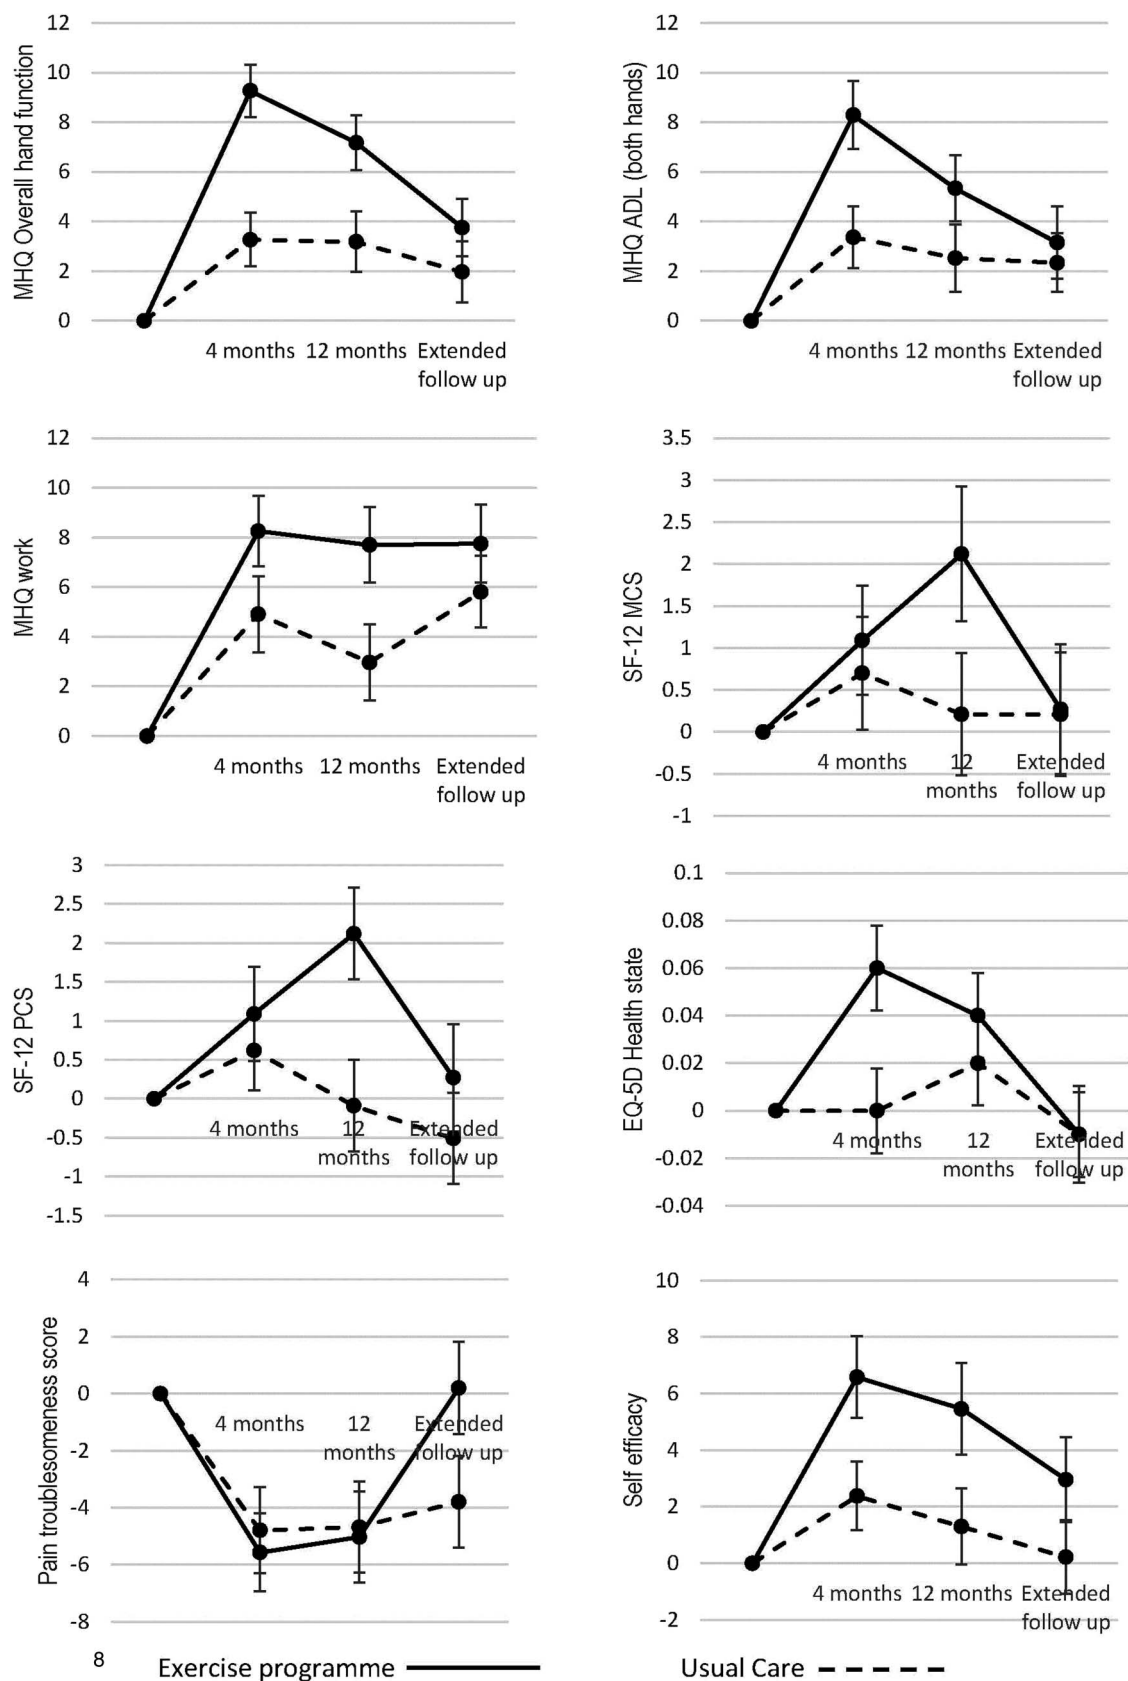 12
10
8
6
4
2
0
MHQ Overall hand function
4 months 12 months Extended
follow up
12
10
8
6
4
2
0
MHQ ADL (both hands)
4 months 12 months Extended
follow up
12
10
8
6
4
2
0
MHQ work
4 months 12 months Extended
follow up
3.5
3
2.5
2
1.5
1
0.5
0
-0.5
-1
SF-12 MCS
4 months 12 Extended
months follow up
3
2.5
2
1.5
1
0.5
0
-0.5
-1
-1.5
SF-12 PCS
4 months 12 Extended
months follow up
0.1
0.08
0.06
0.04
0.02
0
-0.02
-0.04
EQ-5D Health state
4 months 12 Extended
months follow up
4
2
0
-2
-4
-6
-8
Pain troublesomeness score
4 months 12 Extended
months follow up
10
8
6
4
2
0
-2
Self efficacy
4 months 12 months Extended
follow up
8
Exercise programme
Usual Care